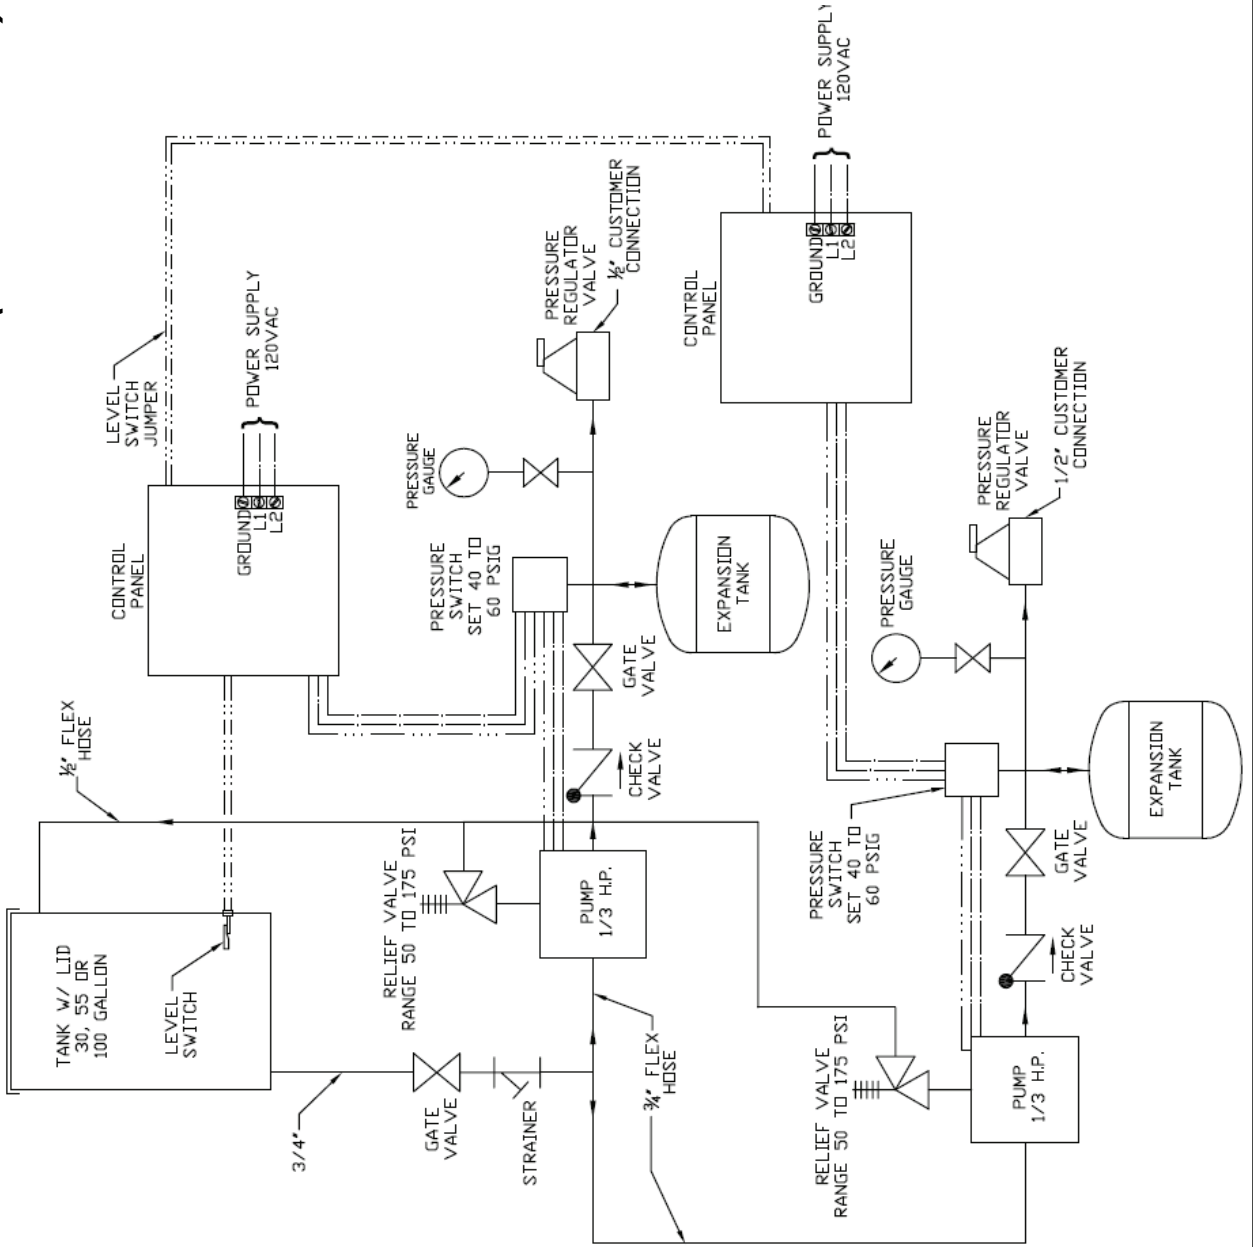 LEVEL
SWITCH
JUMPER
POWER SUPPLY
120VAC
CONTROL
PANEL
GROUND
L1
L2
½" FLEX
HOSE
TANK W/ LID
30, 55 OR
100 GALLON
LEVEL
SWITCH
3/4"
GATE
VALVE
STRAINER
¾" FLEX
HOSE
RELIEF VALVE
RANGE 50 TO 175 PSI
PUMP
1/3 H.P.
CHECK
VALVE
GATE
VALVE
PRESSURE
SWITCH
SET 40 TO
60 PSIG
EXPANSION
TANK
PRESSURE
GAUGE
PRESSURE
REGULATOR
VALVE
½" CUSTOMER
CONNECTION
POWER SUPPLY
120VAC
CONTROL
PANEL
GROUND
L1
L2
RELIEF VALVE
RANGE 50 TO 175 PSI
PUMP
1/3 H.P.
CHECK
VALVE
GATE
VALVE
PRESSURE
SWITCH
SET 40 TO
60 PSIG
EXPANSION
TANK
PRESSURE
GAUGE
PRESSURE
REGULATOR
VALVE
1/2" CUSTOMER
CONNECTION